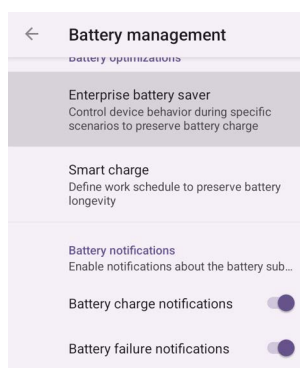 Battery management
Battery optimizations
Enterprise battery saver
Control device behavior during specific
scenarios to preserve battery charge
Smart charge
Define work schedule to preserve battery
longevity
Battery notifications
Enable notifications about the battery sub...
Battery charge notifications
Battery failure notifications